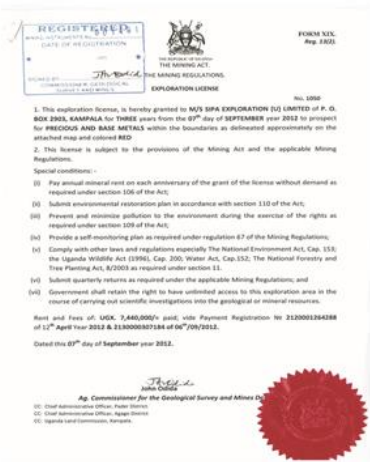 REGISTERED
DATE OF REGISTRATION
COMMISSIONER, GEOLOGICAL
SURVEY AND MINES
FORM XIX.
Reg. 13(2).
THE REPUBLIC OF UGANDA
THE MINING ACT.
THE MINING REGULATIONS.
EXPLORATION LICENSE
No. 1050
1. This exploration license, is hereby granted to M/S SIPA EXPLORATION (U) LIMITED of P. O.
BOX 2903, KAMPALA for THREE years from the 07th day of SEPTEMBER year 2012 to prospect
for PRECIOUS AND BASE METALS within the boundaries as delineated approximately on the
attached map and colored RED
2. This license is subject to the provisions of the Mining Act and the applicable Mining
Regulations.
Special conditions: -
(i) Pay annual mineral rent on each anniversary of the grant of the license without demand as
required under section 106 of the Act;
(ii) Submit environmental restoration plan in accordance with section 110 of the Act;
(iii) Prevent and minimize pollution to the environment during the exercise of the rights as
required under section 109 of the Act;
(iv) Provide a self-monitoring plan as required under regulation 67 of the Mining Regulations;
(v) Comply with other laws and regulations especially The National Environment Act, Cap. 153;
the Uganda Wildlife Act (1996), Cap. 200; Water Act, Cap.152; The National Forestry and
Tree Planting Act, 8/2003 as required under section 11.
(vi) Submit quarterly returns as required under the applicable Mining Regulations; and
(vii) Government shall retain the right to have unlimited access to this exploration area in the
course of carrying out scientific investigations into the geological or mineral resources.
Rent and Fees of: UGX. 7,440,000/= paid; vide Payment Registration № 2120001264288
of 12th April Year 2012 & 2130000307184 of 06th/09/2012.
Dated this 07th day of September year 2012.
John Odida
Ag. Commissioner for the Geological Survey and Mines
CC: Chief Administrative Officer, Pader District
CC: Chief Administrative Officer, Agago District
CC: Uganda Land Commission, Kampala.